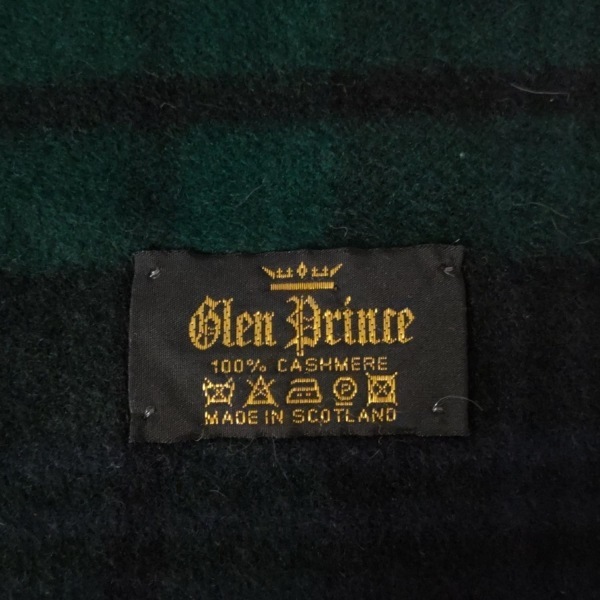 Glen Prince
100% CASHMERE
MADE IN SCOTLAND